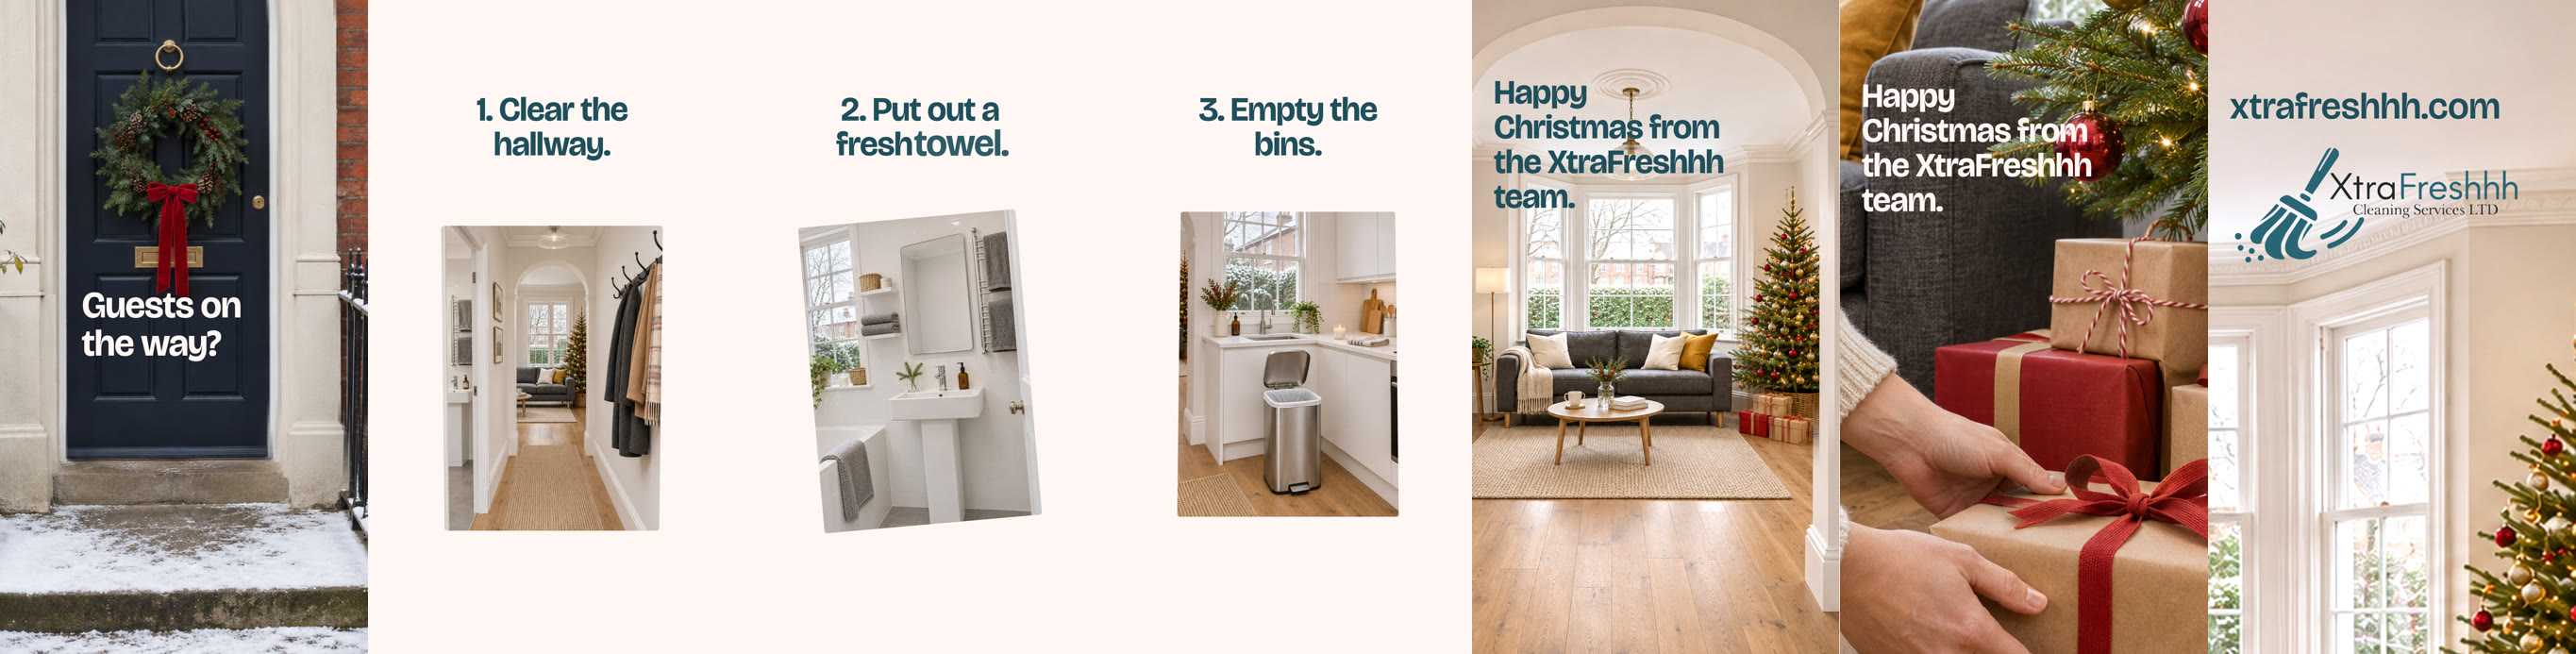 Guests on
the way?
1. Clear the
hallway.
2. Put out a
freshtowel.
3. Empty the
bins.
Happy
Christmas from
the XtraFreshhh
team.
Happy
Christmas from
the XtraFreshhh
team.
xtrafreshhh.com
XtraFreshhh
Cleaning Services LTD